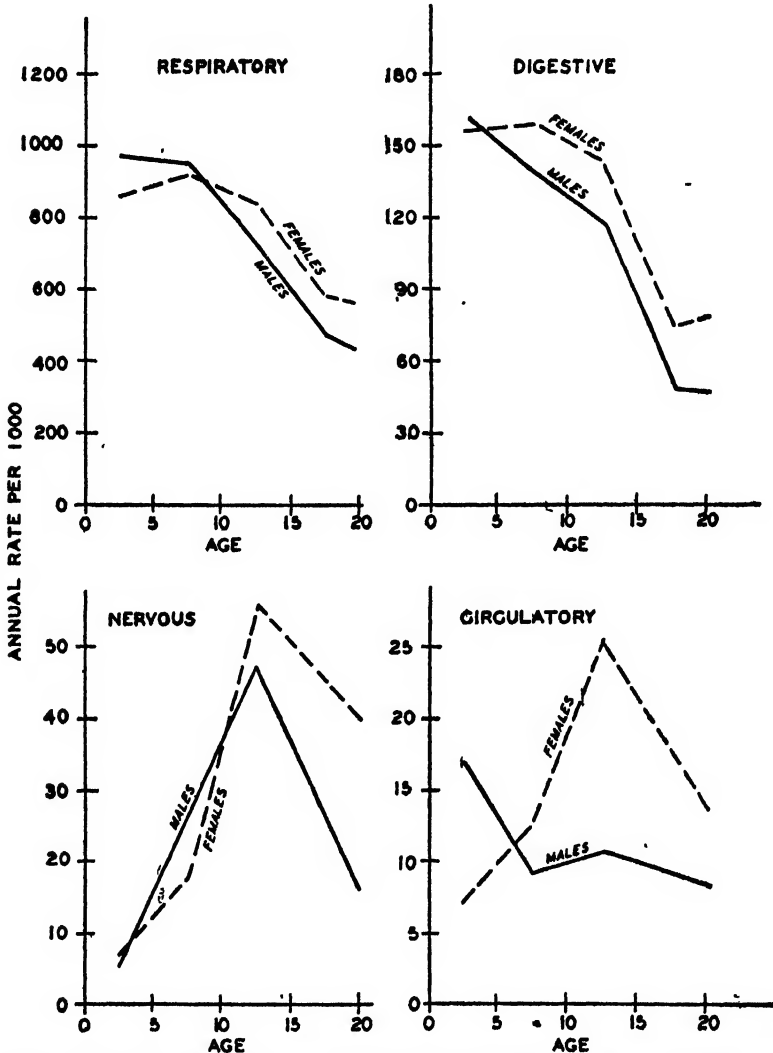 RESPIRATORY
1200
1000
800
600
400
200
0
0 5 10 15 20
AGE
FEMALES
MALES
DIGESTIVE
180
150
120
90
60
30
0
0 5 10 15 20
AGE
FEMALES
MALES
ANNUAL RATE PER 1000
NERVOUS
50
40
30
20
10
0
0 5 10 15 20
AGE
MALES
FEMALES
CIRGULATORY
25
20
15
10
5
0
0 5 10 15 20
AGE
FEMALES
MALES